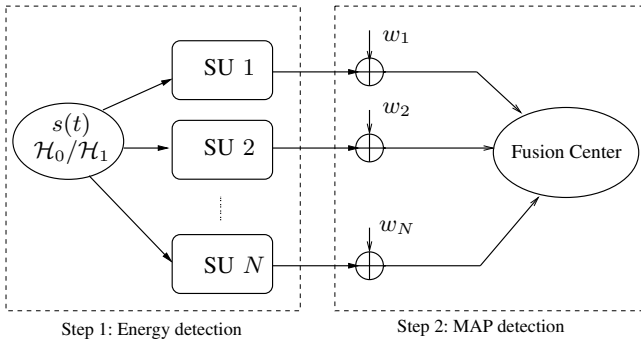 s(t)
ℋ₀/ℋ₁
SU 1
SU 2
SU N
w₁
w₂
w_N
Fusion Center
Step 1: Energy detection
Step 2: MAP detection